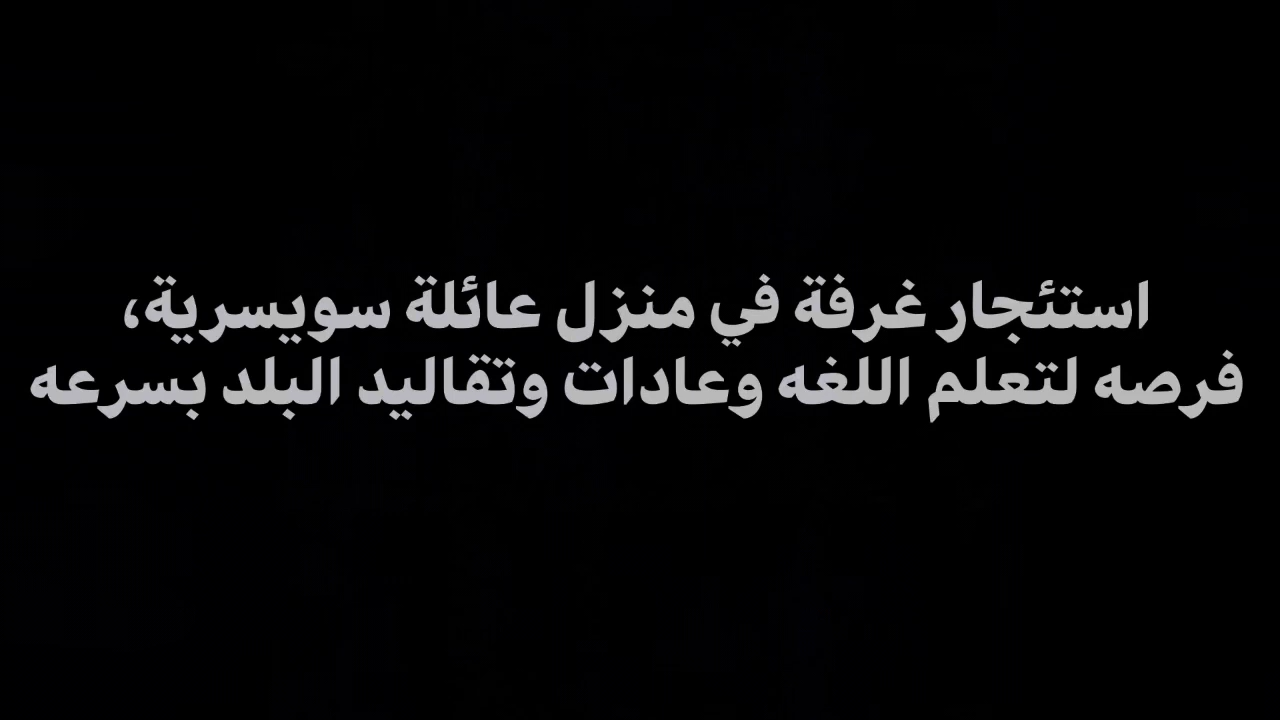 استئجار غرفة في منزل عائلة سويسرية،
فرصه لتعلم اللغه وعادات وتقاليد البلد بسرعه